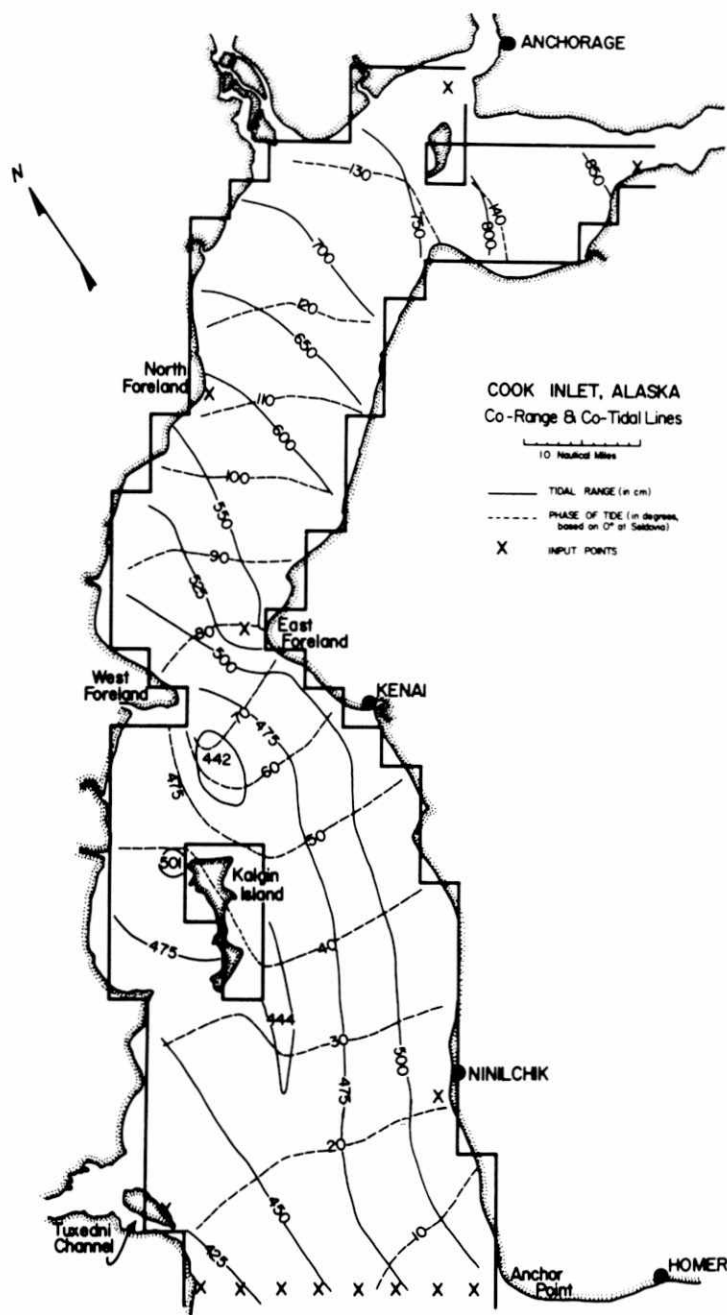 ANCHORAGE
X
N
130
X
750
140
800
850
700
120
650
North
Foreland
X
110
600
COOK INLET, ALASKA
Co-Range & Co-Tidal Lines
10 Nautical Miles
TIDAL RANGE (in cm)
PHASE OF TIDE (in degrees,
based on 0° at Seldovia)
X INPUT POINTS
100
550
90
525
80
X
East
Foreland
500
West
Foreland
KENAI
70
475
442
60
475
50
501
Kalgin
Island
475
40
444
30
500
475
NINILCHIK
X
20
450
10
X
Tuxedni
Channel
425
X X X X X X X X
Anchor
Point
HOMER